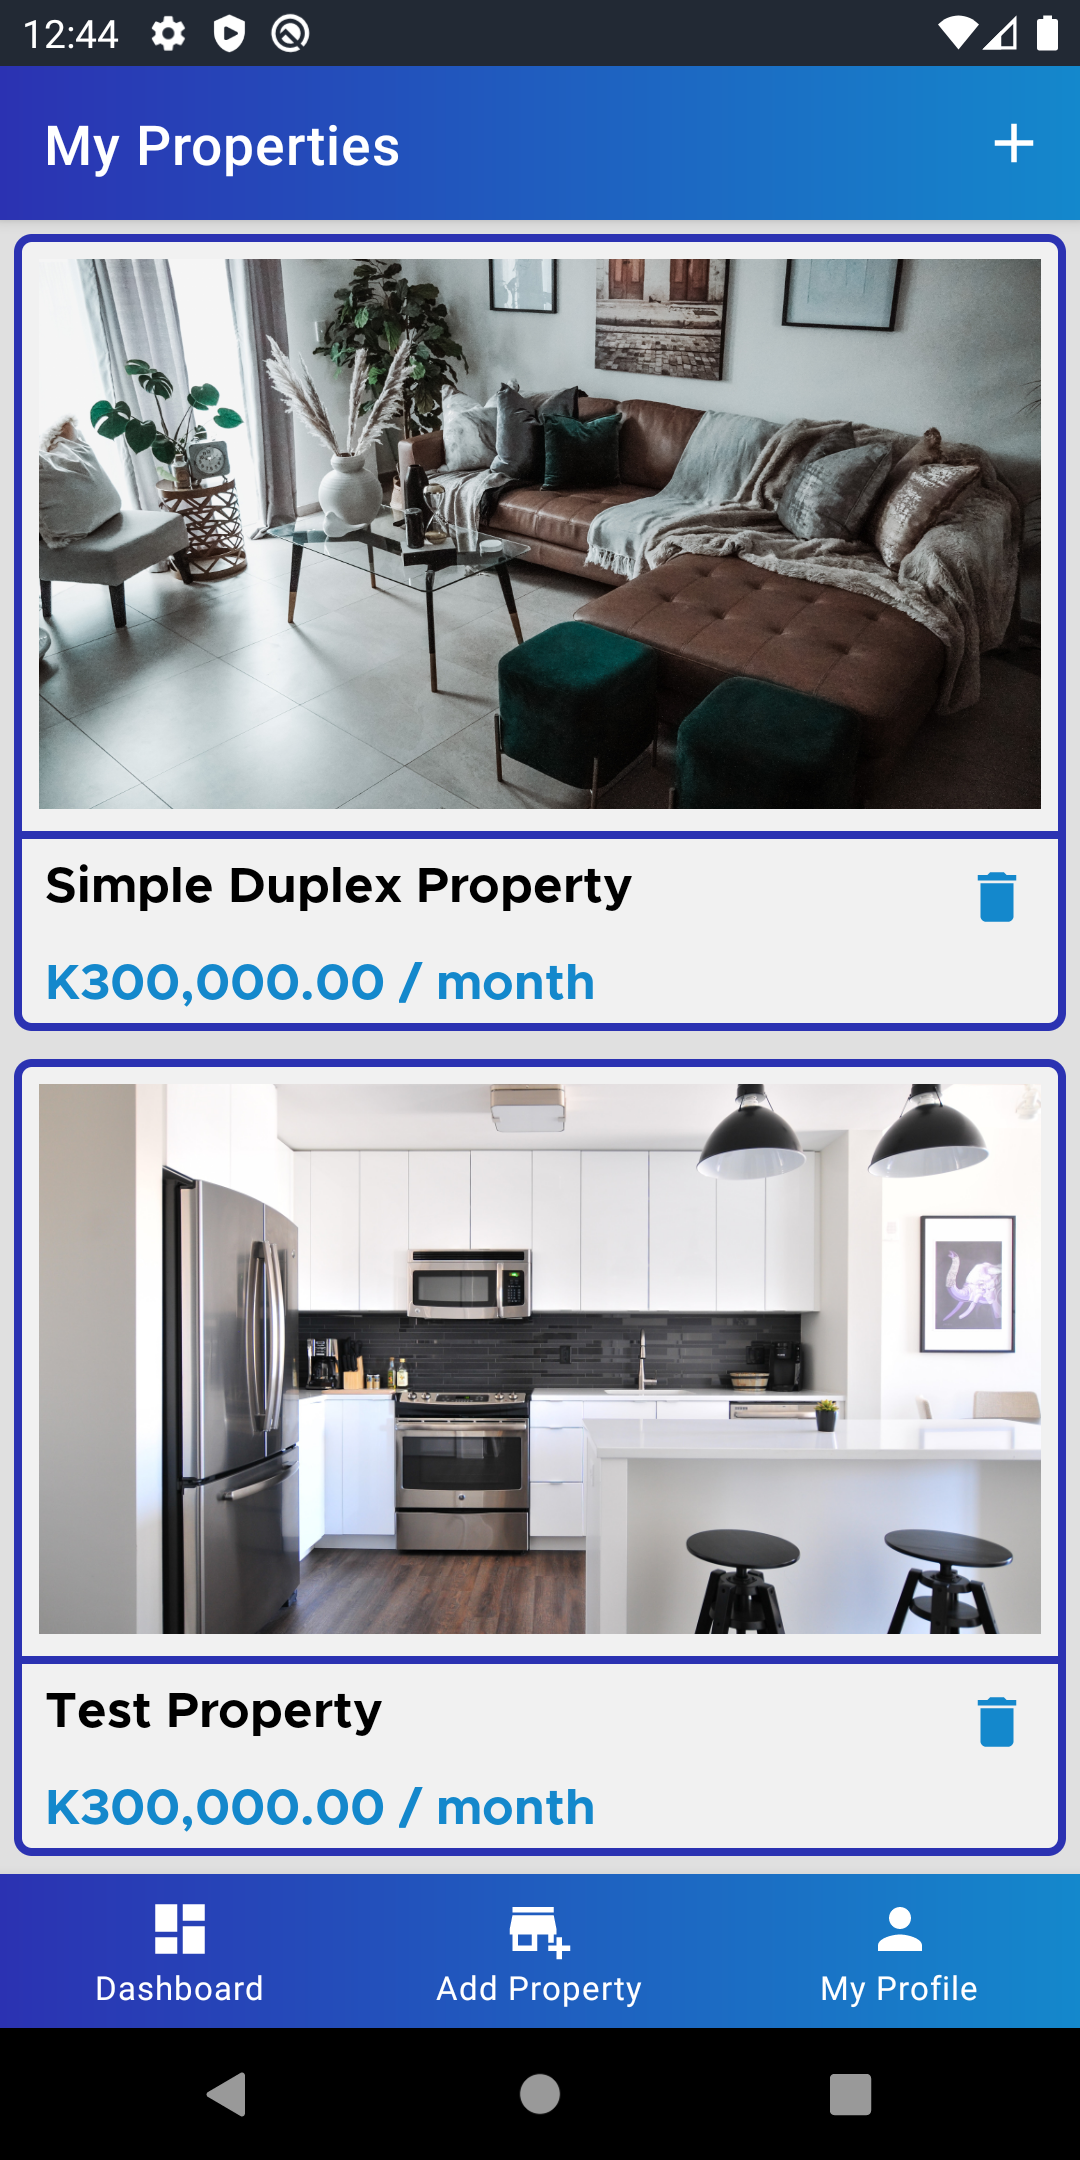 12:44
My Properties
Simple Duplex Property
K300,000.00 / month
Test Property
K300,000.00 / month
Dashboard
Add Property
My Profile